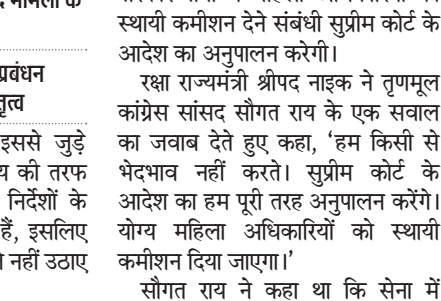 प्रबंधन
इससे जुड़े
की तरफ
निर्देशों के
हैं, इसलिए
नहीं उठाए
स्थायी कमीशन देने संबंधी सुप्रीम कोर्ट के
आदेश का अनुपालन करेगी।
रक्षा राज्यमंत्री श्रीपद नाइक ने तृणमूल
कांग्रेस सांसद सौगत राय के एक सवाल
का जवाब देते हुए कहा, ‘हम किसी से
भेदभाव नहीं करते। सुप्रीम कोर्ट के
आदेश का हम पूरी तरह अनुपालन करेंगे।
योग्य महिला अधिकारियों को स्थायी
कमीशन दिया जाएगा।’
सौगत राय ने कहा था कि सेना में